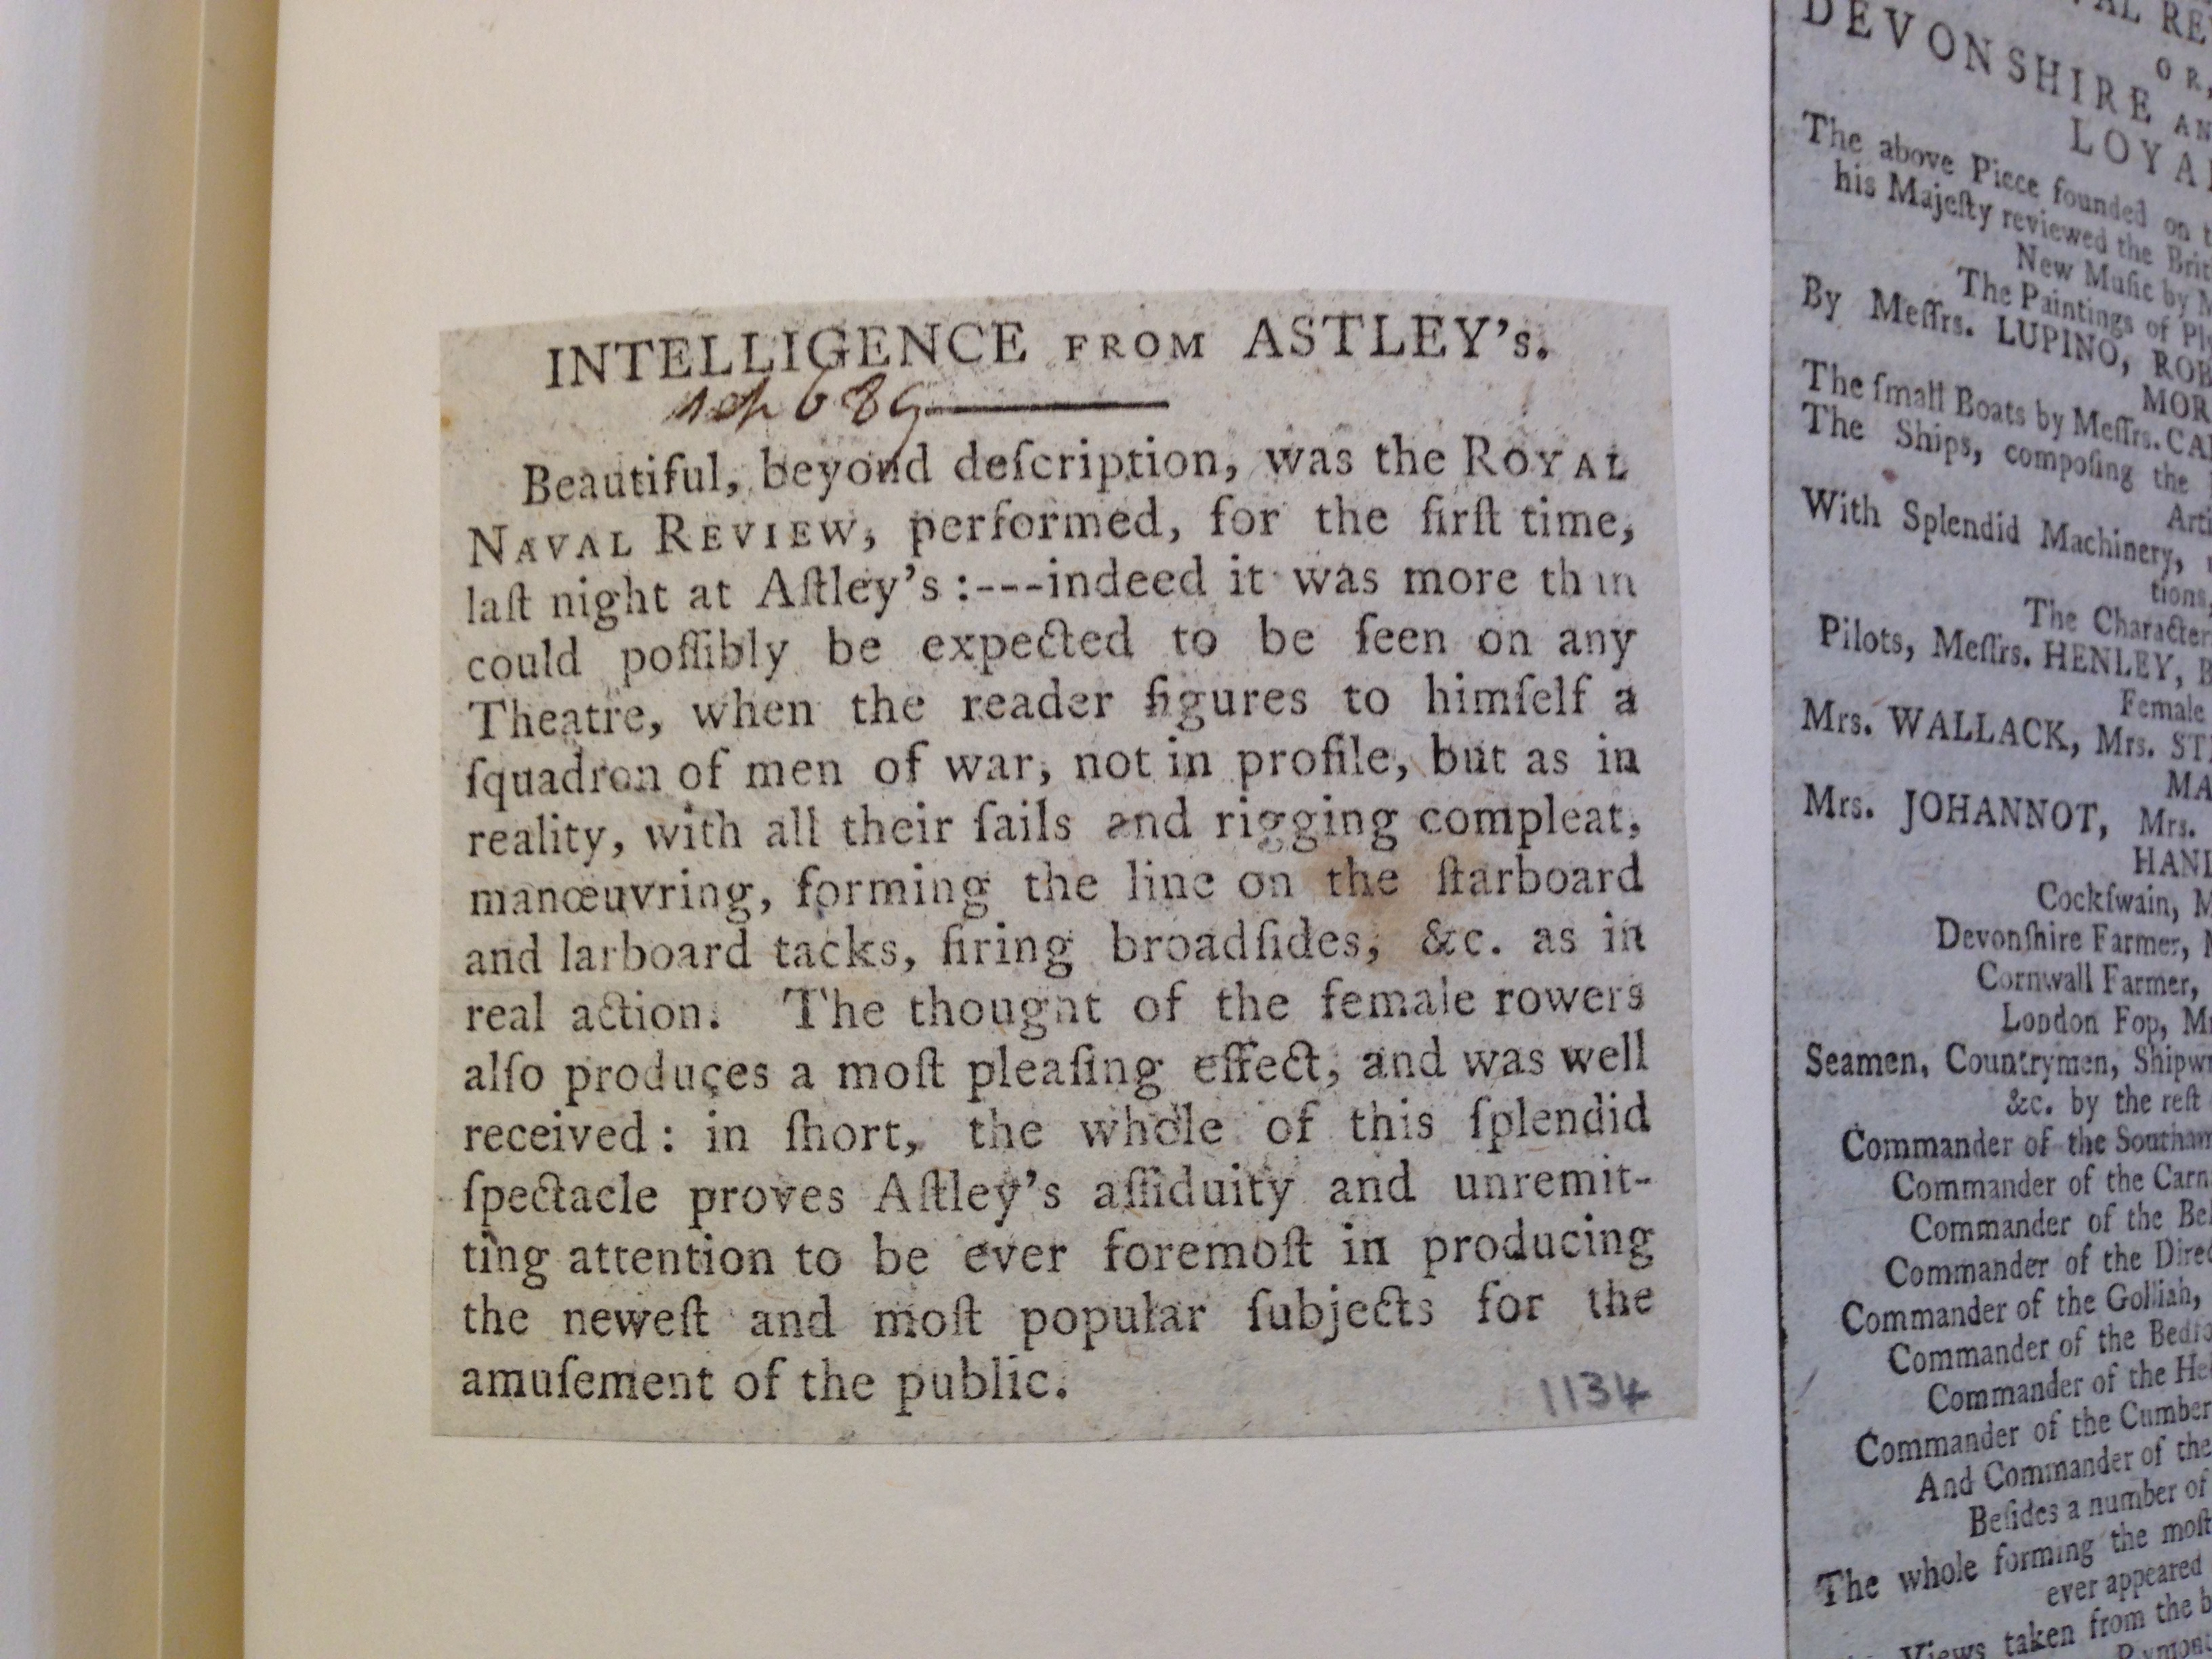 INTELLIGENCE FROM ASTLEY's.
Sep 6 89
Beautiful, beyond deſcription, was the ROYAL
NAVAL REVIEW, performed, for the firſt time,
laſt night at Aſtley's :---indeed it was more than
could poſſibly be expected to be ſeen on any
Theatre, when the reader figures to himſelf a
ſquadron of men of war, not in profile, but as in
reality, with all their ſails and rigging compleat,
manœuvring, forming the line on the ſtarboard
and larboard tacks, firing broadſides, &c. as in
real action. The thought of the female rowers
alſo produces a moſt pleaſing effect, and was well
received: in ſhort, the whole of this ſplendid
ſpectacle proves Aſtley's aſſiduity and unremit-
ting attention to be ever foremoſt in producing
the neweſt and moſt popular ſubjects for the
amuſement of the public.
1134
DEVONSHIRE
LOYAL
The above Piece founded on
his Majeſty reviewed the
New Muſic by
The Paintings of
By Meſſrs. LUPINO,
The ſmall Boats by Meſſrs.
The Ships, compoſing the
With Splendid Machinery,
tions,
The
Pilots, Meſſrs. HENLEY,
Female
Mrs. WALLACK, Mrs.
Mrs. JOHANNOT, Mrs.
Cockſwain,
Devonſhire Farmer,
Cornwall Farmer,
London Fop,
Seamen, Countrymen,
&c. by the reſt
Commander of the
Commander of the
Commander of the
Commander of the
Commander of the Golliah,
Commander of the
Commander of the
Commander of the
And Commander of the
Beſides a number of
The whole forming the moſt
ever appeared
Views taken from the